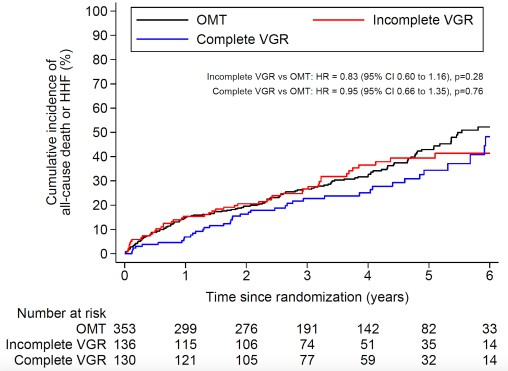 OMT
Incomplete VGR
Complete VGR
Incomplete VGR vs OMT: HR = 0.83 (95% CI 0.60 to 1.16), p=0.28
Complete VGR vs OMT: HR = 0.95 (95% CI 0.66 to 1.35), p=0.76
Cumulative incidence of
all-cause death or HHF (%)
100
90
80
70
60
50
40
30
20
10
0
0 1 2 3 4 5 6
Time since randomization (years)
Number at risk
OMT 353 299 276 191 142 82 33
Incomplete VGR 136 115 106 74 51 35 14
Complete VGR 130 121 105 77 59 32 14